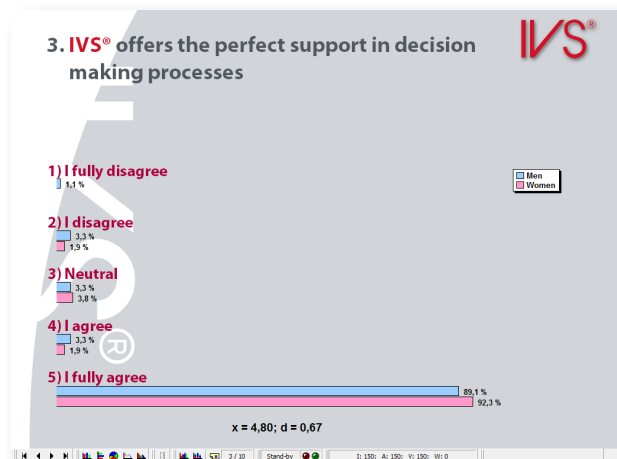 3. IVS® offers the perfect support in decision
making processes
IVS®
1) I fully disagree
1,1 %
Men
Women
2) I disagree
3,3 %
1,9 %
3) Neutral
3,3 %
3,8 %
4) I agree
3,3 %
1,9 %
5) I fully agree
89,1 %
92,3 %
x = 4,80; d = 0,67
3 / 10 Stand-by I: 150; A: 150; V: 150; W: 0
IVS®